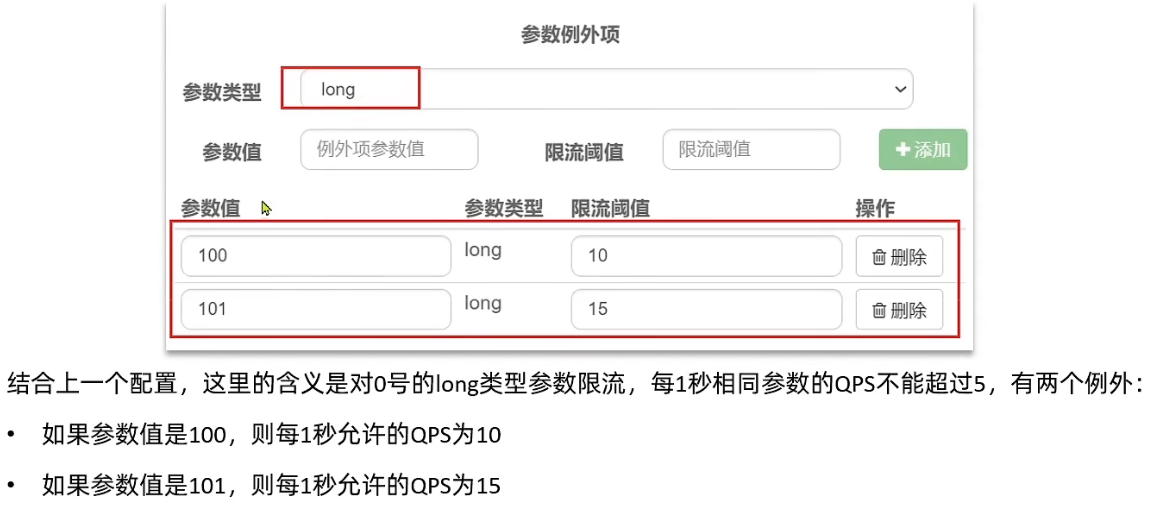 参数例外项
参数类型 long
参数值 例外项参数值 限流阈值 限流阈值 添加
参数值 参数类型 限流阈值 操作
100 long 10 删除
101 long 15 删除
结合上一个配置，这里的含义是对0号的long类型参数限流，每1秒相同参数的QPS不能超过5，有两个例外：
• 如果参数值是100，则每1秒允许的QPS为10
• 如果参数值是101，则每1秒允许的QPS为15